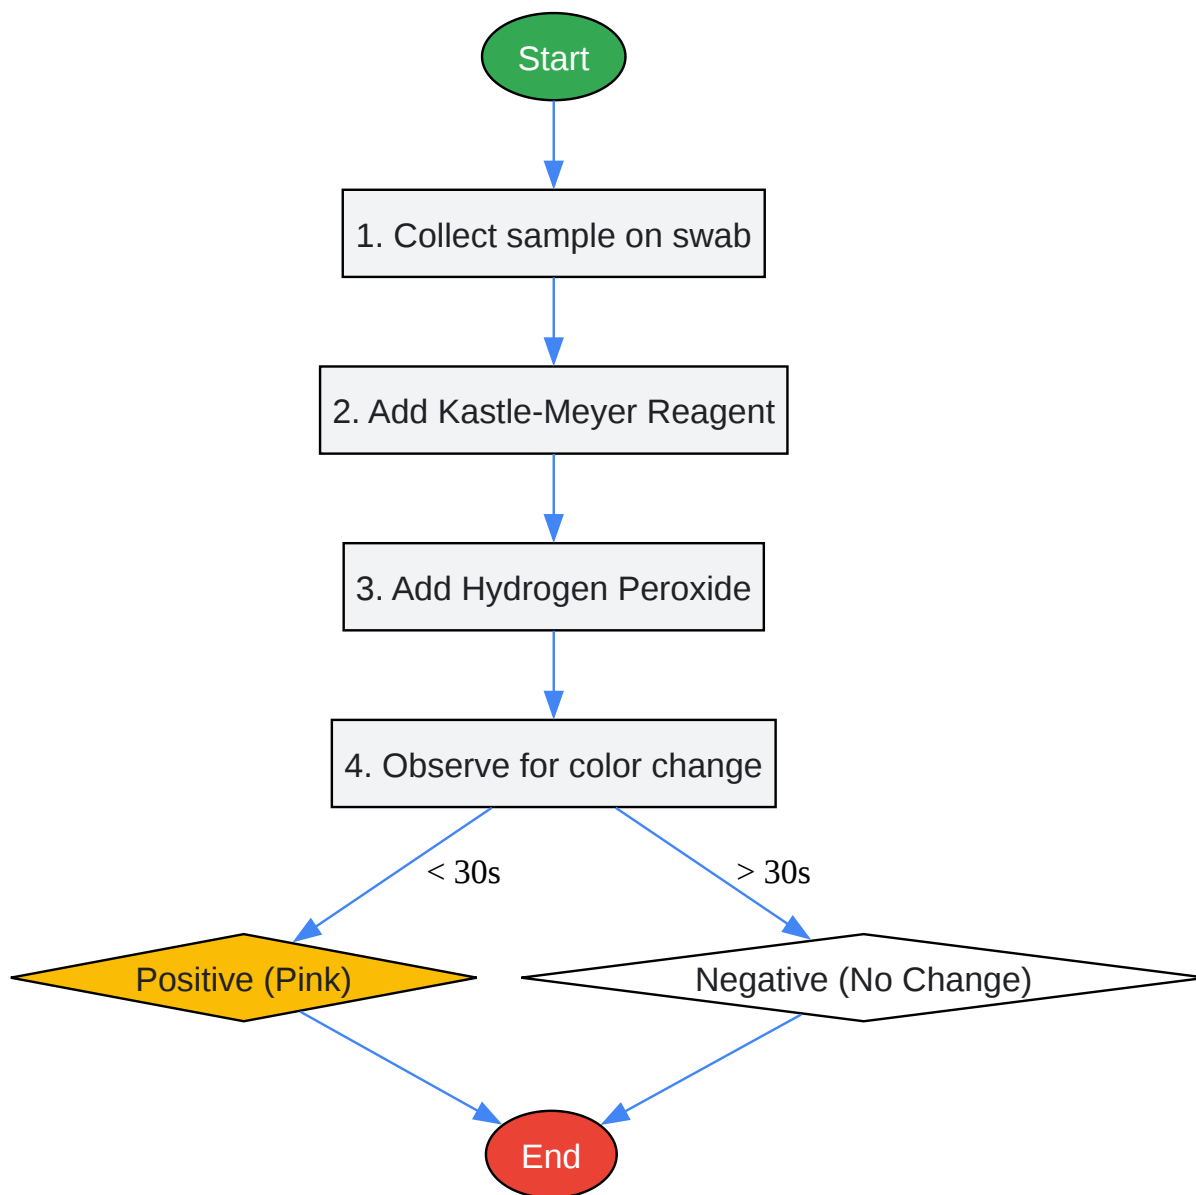 Start
1. Collect sample on swab
2. Add Kastle-Meyer Reagent
3. Add Hydrogen Peroxide
4. Observe for color change
< 30s
> 30s
Positive (Pink)
Negative (No Change)
End